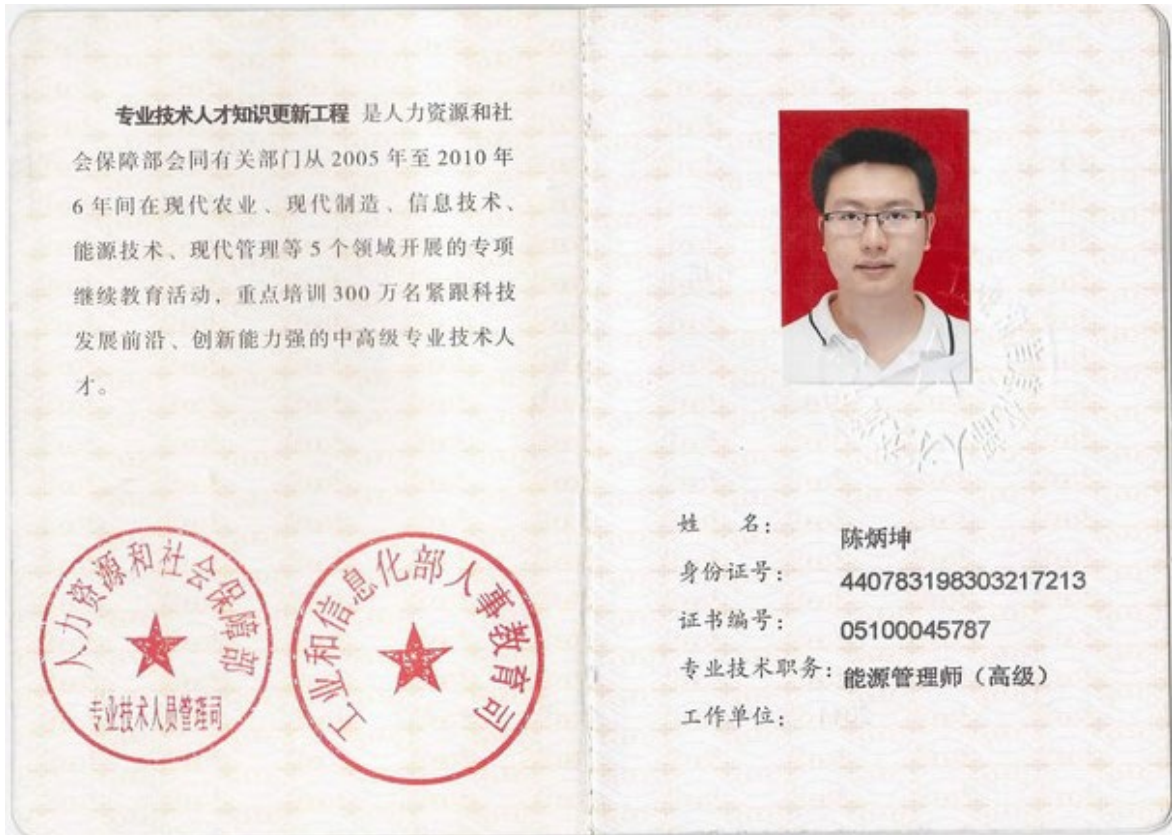 专业技术人才知识更新工程 是人力资源和社
会保障部会同有关部门从 2005 年至 2010 年
6 年间在现代农业、现代制造、信息技术、
能源技术、现代管理等 5 个领域开展的专项
继续教育活动，重点培训 300 万名紧跟科技
发展前沿、创新能力强的中高级专业技术人
才。
人力资源和社会保障部
专业技术人员管理司
工业和信息化部人事教育司
姓 名： 陈炳坤
身份证号： 440783198303217213
证书编号： 05100045787
专业技术职务： 能源管理师（高级）
工作单位：